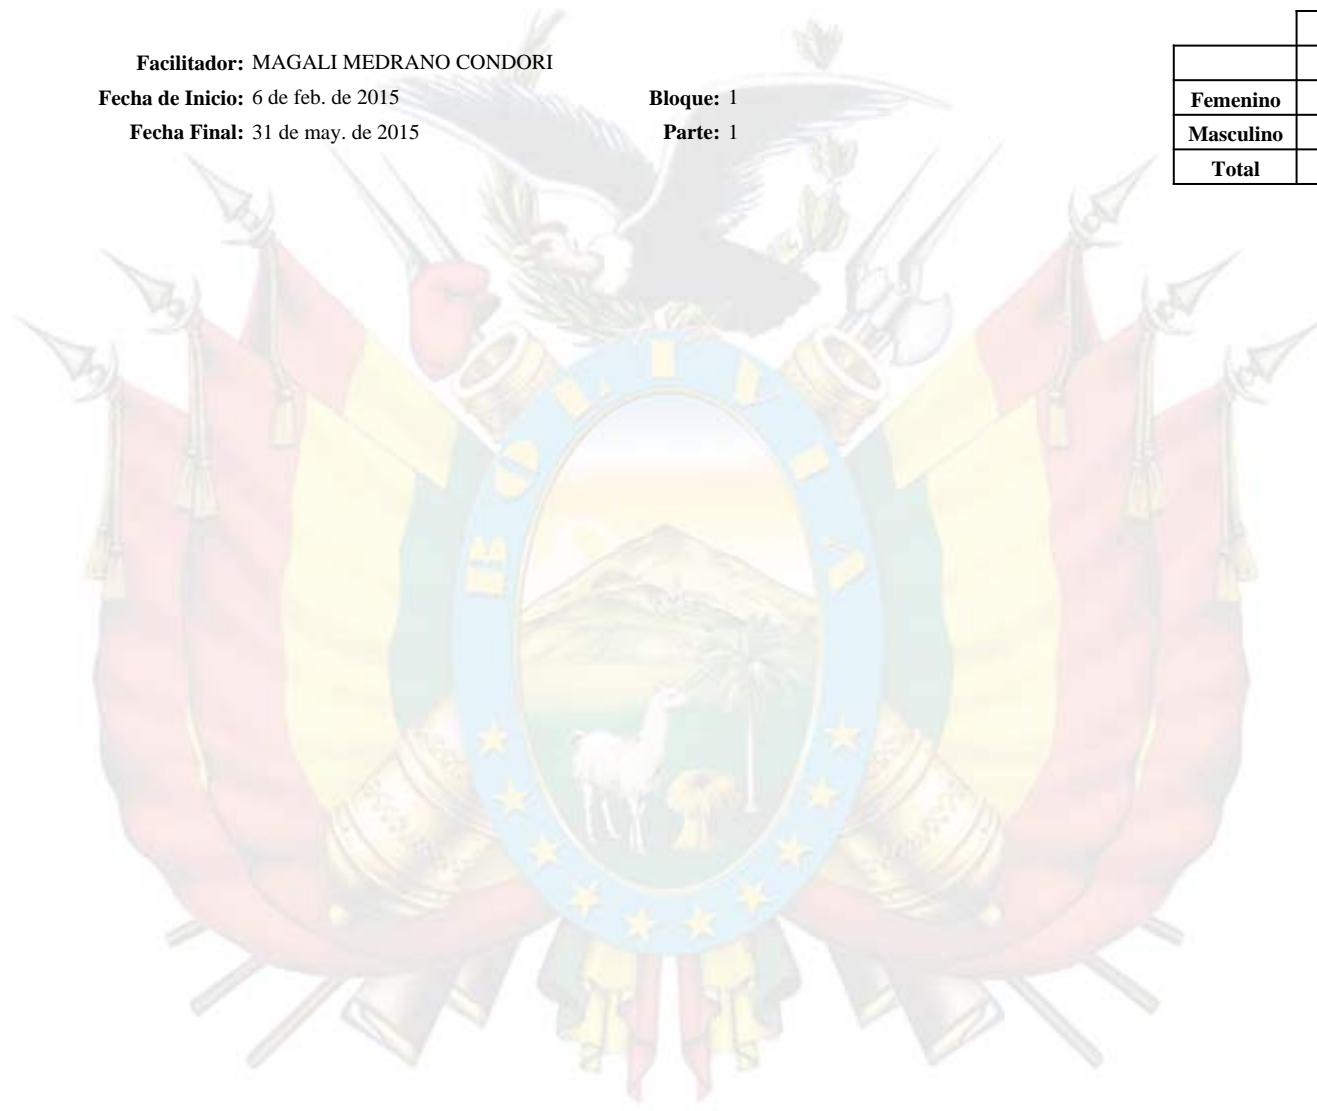 Facilitador: MAGALI MEDRANO CONDORI
Fecha de Inicio: 6 de feb. de 2015 Bloque: 1
Fecha Final: 31 de may. de 2015 Parte: 1
Femenino
Masculino
Total
BOLIVIA